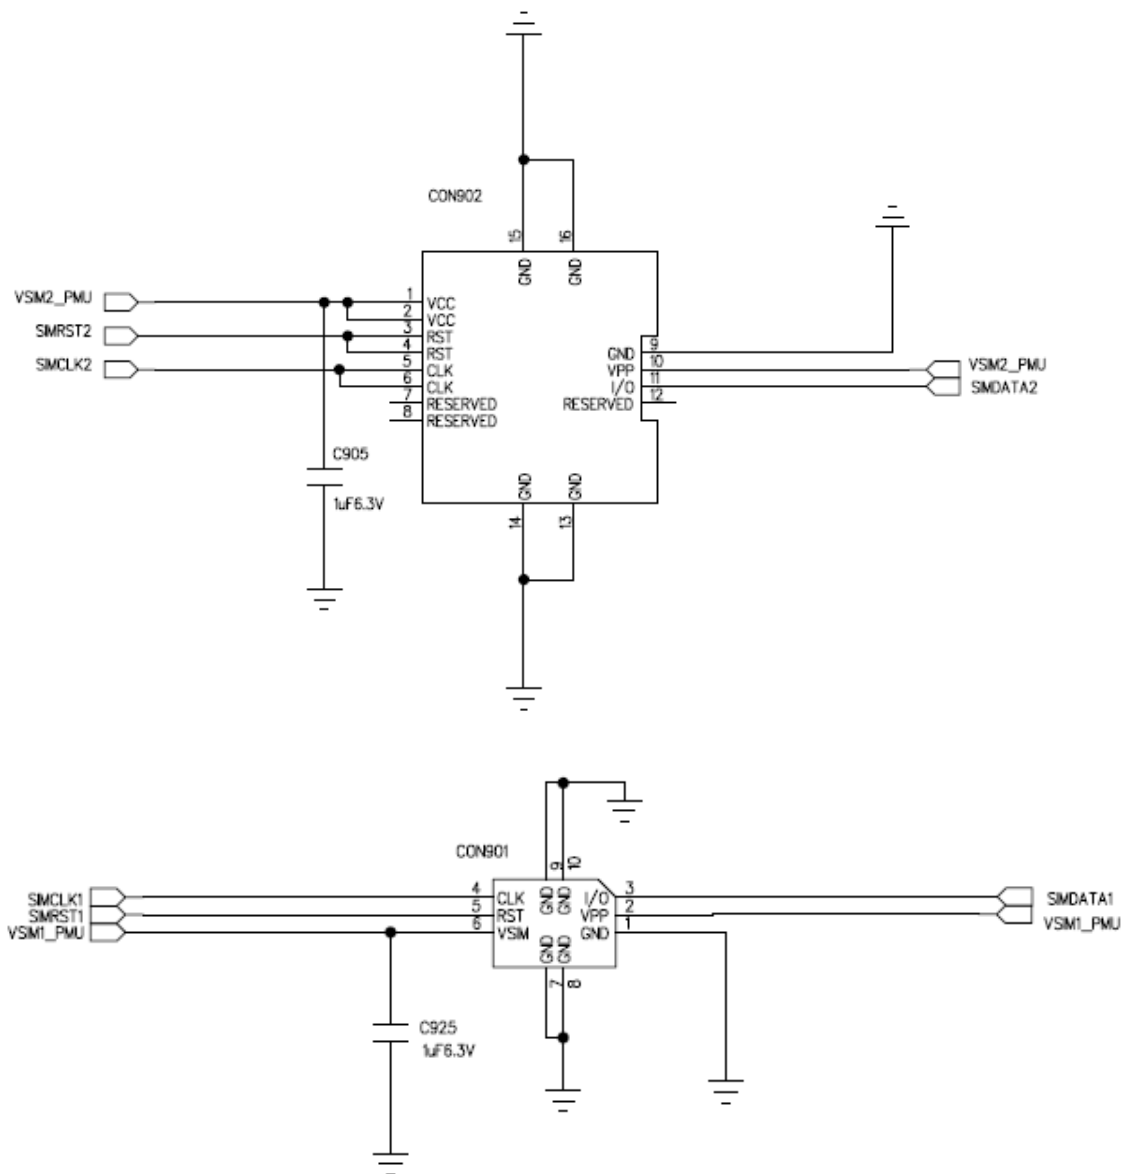 CON902
15
16
GND
GND
VSIM2_PMU
1
VCC
2
VCC
SIMRST2
3
RST
4
RST
SIMCLK2
5
CLK
6
CLK
7
RESERVED
8
RESERVED
9
GND
10
VPP
VSIM2_PMU
11
I/O
SIMDATA2
12
RESERVED
C905
1uF6.3V
GND
GND
14
13
CON901
9
10
GND
GND
SIMCLK1
4
CLK
SIMRST1
5
RST
VSIM1_PMU
6
VSIM
3
I/O
SIMDATA1
2
VPP
VSIM1_PMU
1
GND
GND
GND
7
8
C925
1uF6.3V